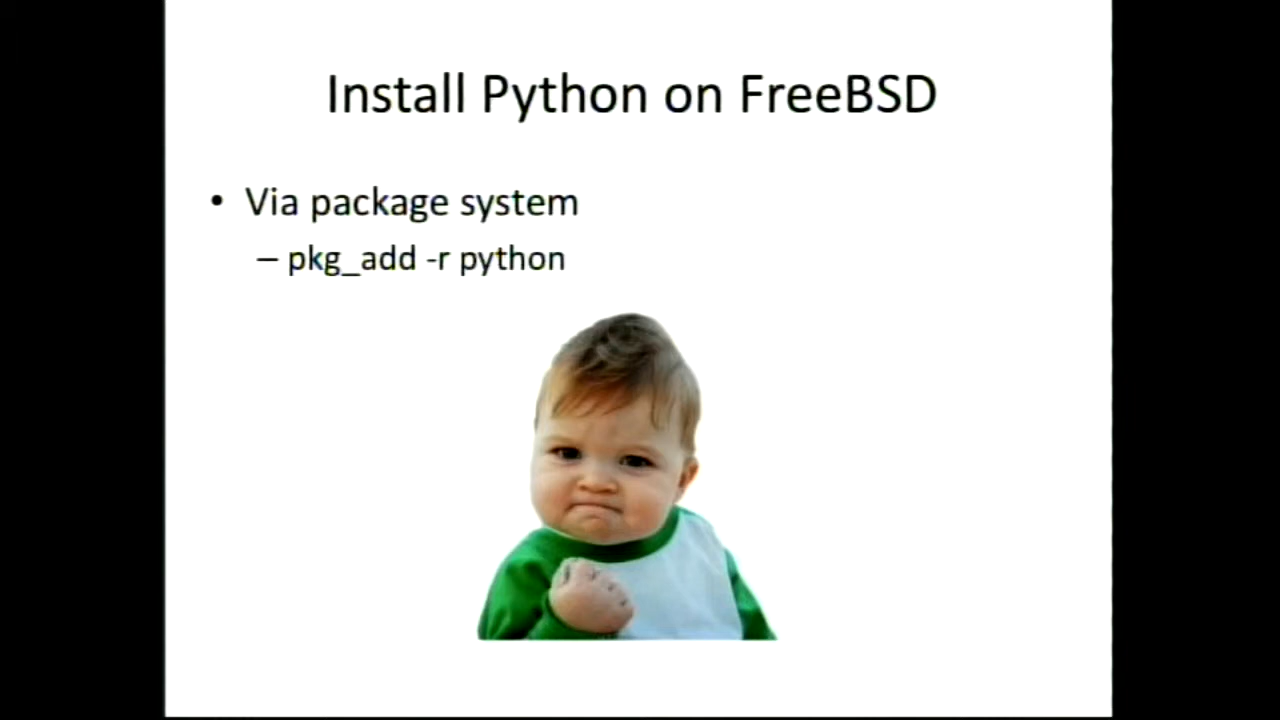 Install Python on FreeBSD
• Via package system
– pkg_add -r python